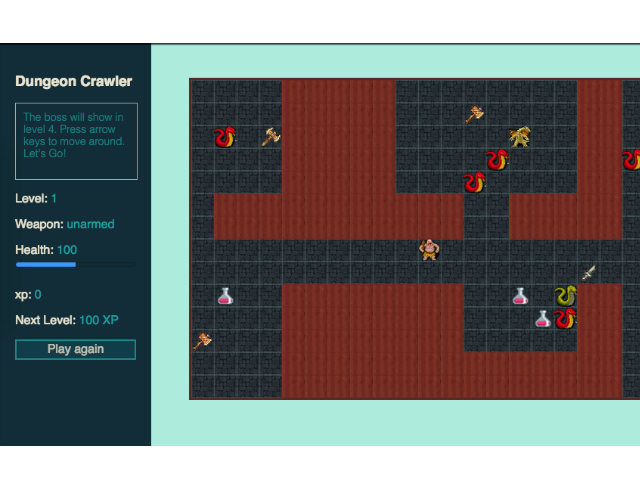 Dungeon Crawler
The boss will show in
level 4. Press arrow
keys to move around.
Let's Go!
Level: 1
Weapon: unarmed
Health: 100
xp: 0
Next Level: 100 XP
Play again